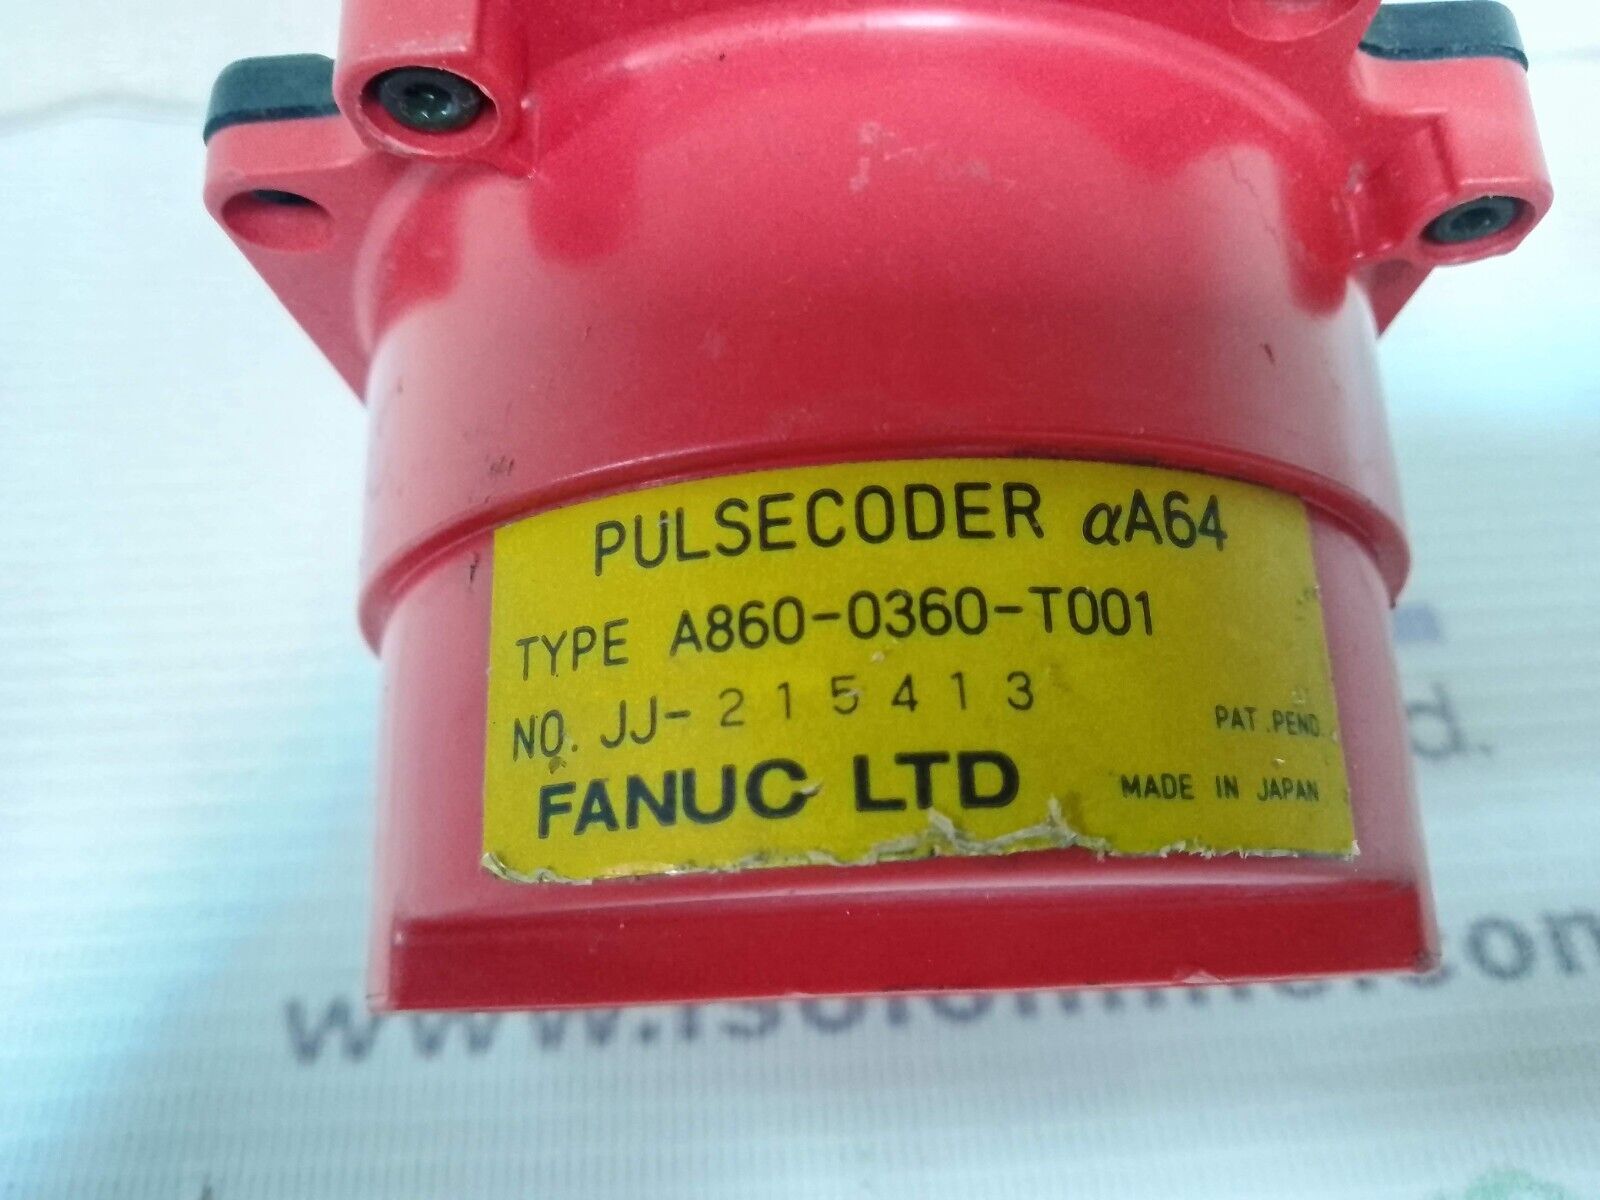 PULSECODER αA64
TYPE A860-0360-T001
NO. JJ-215413
PAT.PEND.
FANUC LTD
MADE IN JAPAN
d.